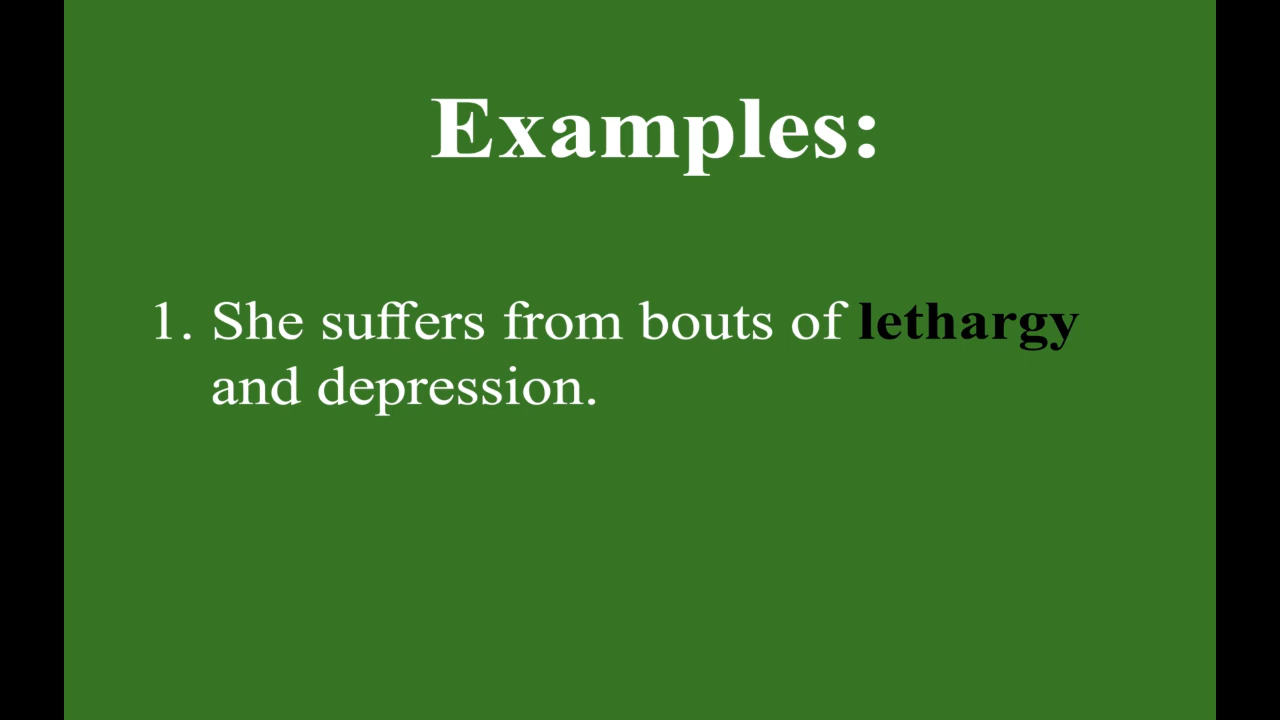 Examples:
1. She suffers from bouts of lethargy
and depression.